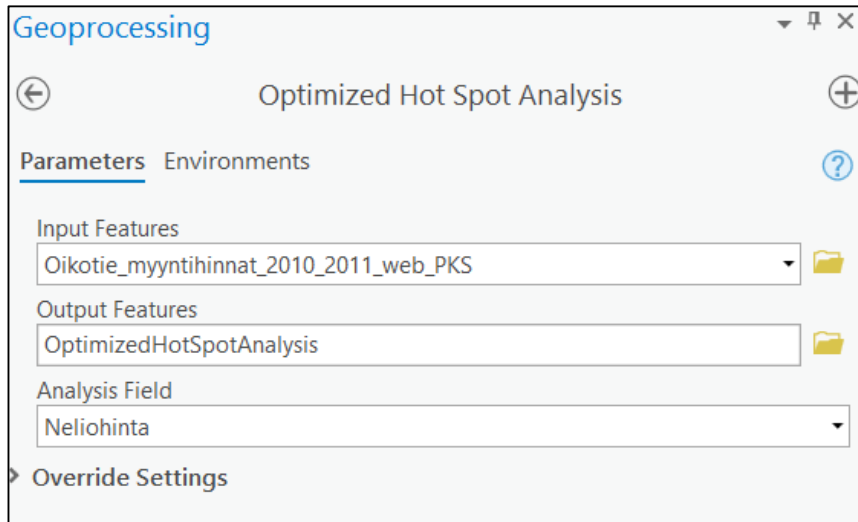 Geoprocessing
Optimized Hot Spot Analysis
Parameters Environments
Input Features
Oikotie_myyntihinnat_2010_2011_web_PKS
Output Features
OptimizedHotSpotAnalysis
Analysis Field
Neliohinta
Override Settings